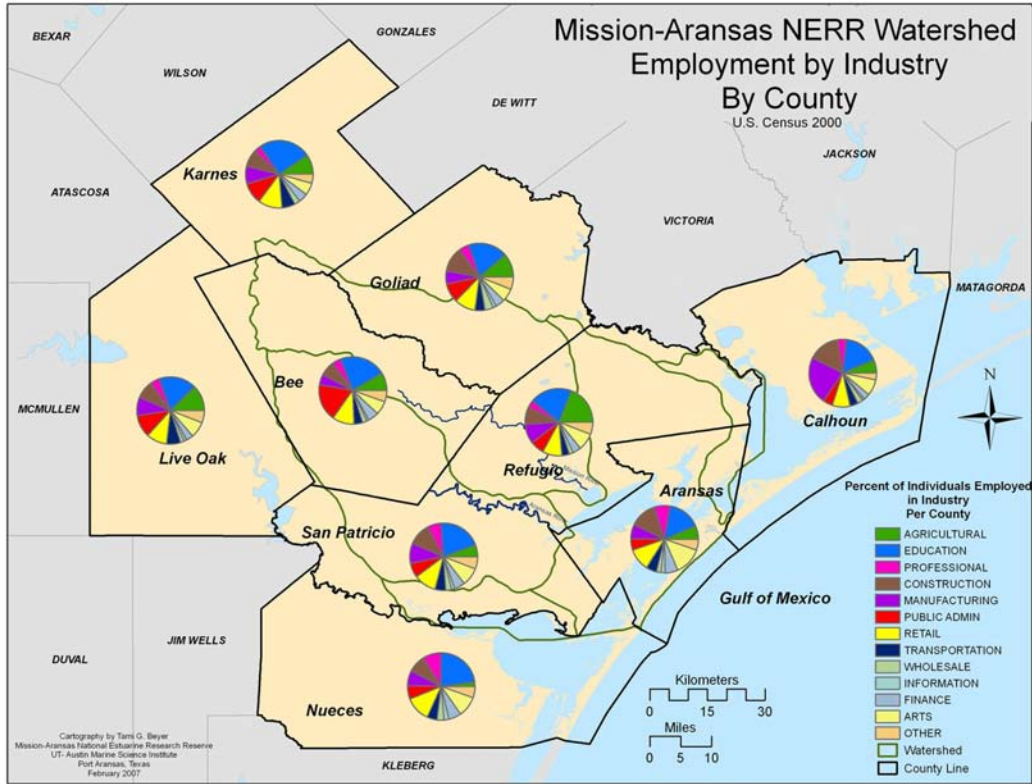 Mission-Aransas NERR Watershed
Employment by Industry
By County
U.S. Census 2000
BEXAR
GONZALES
WILSON
DE WITT
JACKSON
Karnes
ATASCOSA
VICTORIA
Goliad
MATAGORDA
Bee
MCMULLEN
Calhoun
N
Live Oak
Refugio
Mission River
Aransas
Aransas River
San Patricio
Percent of Individuals Employed
in Industry
Per County
AGRICULTURAL
EDUCATION
PROFESSIONAL
CONSTRUCTION
MANUFACTURING
PUBLIC ADMIN
RETAIL
TRANSPORTATION
WHOLESALE
INFORMATION
FINANCE
ARTS
OTHER
Watershed
County Line
Gulf of Mexico
JIM WELLS
DUVAL
Nueces
Kilometers
0 15 30
Miles
0 5 10
KLEBERG
Cartography by Tami G. Beyer
Mission-Aransas National Estuarine Research Reserve
UT- Austin Marine Science Institute
Port Aransas, Texas
February 2007